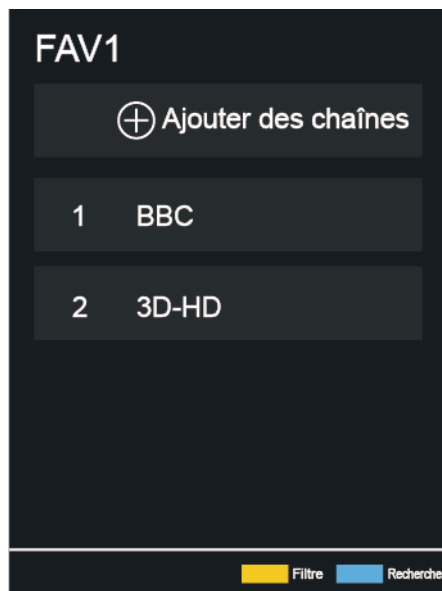 FAV1
Ajouter des chaînes
1 BBC
2 3D-HD
Filtre Recherche